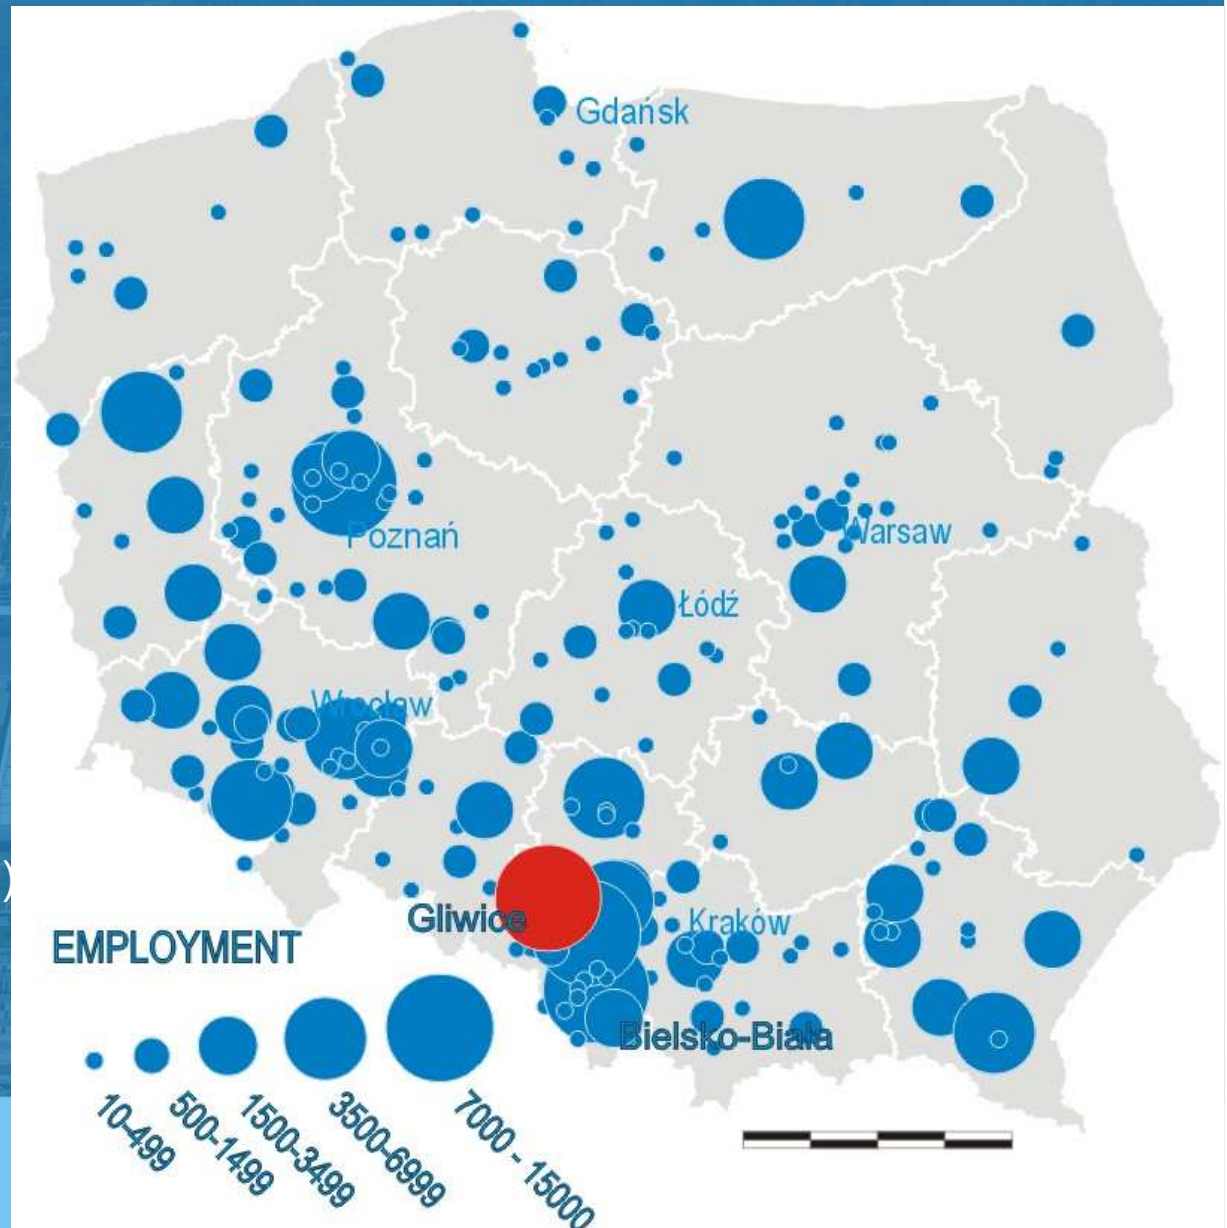 Gdańsk
Poznań
Warsaw
Łódź
Wrocław
)
Gliwice
Kraków
EMPLOYMENT
Bielsko-Biała
10-499
500-1499
1500-3499
3500-6999
7000 - 15000